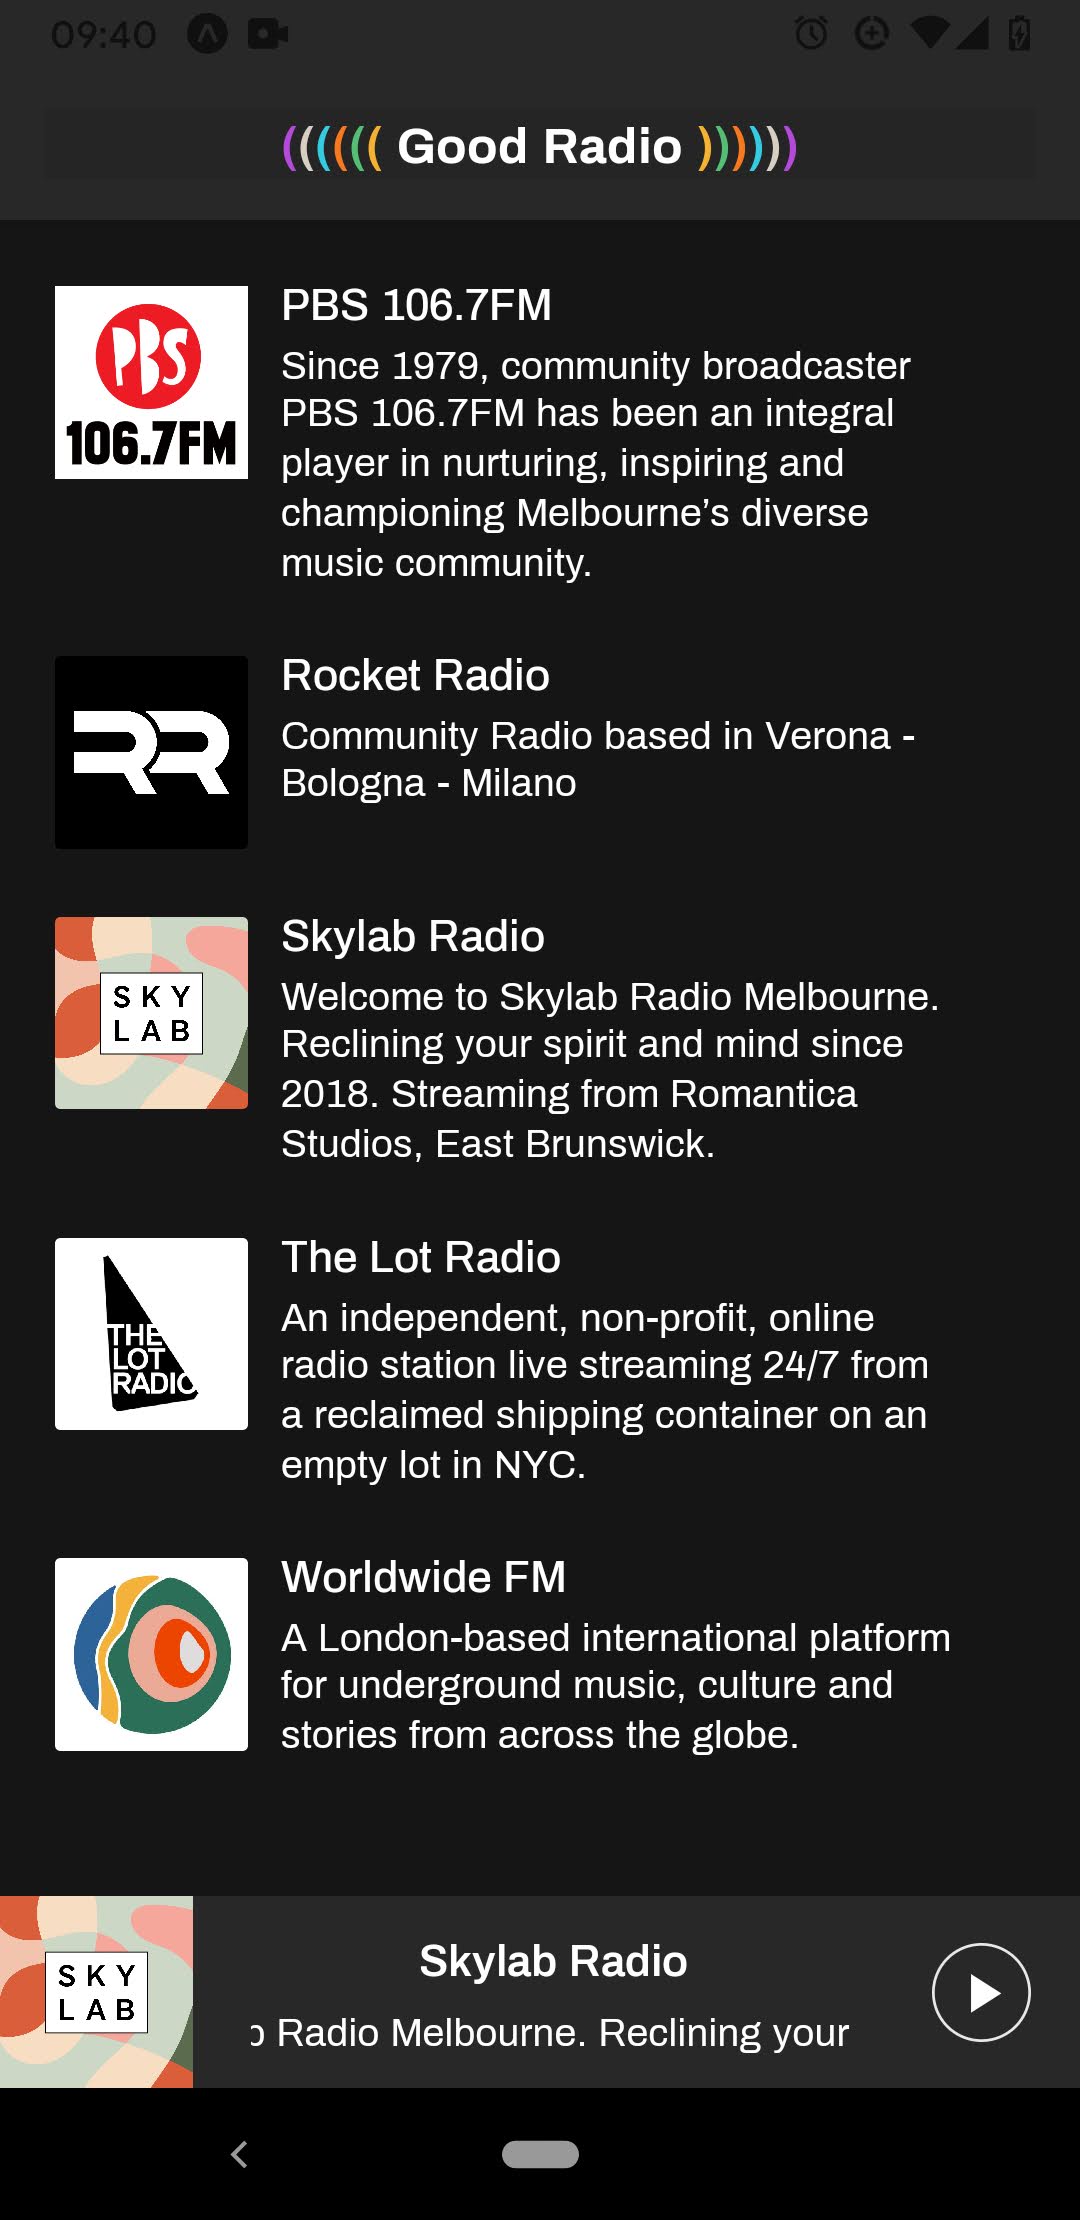 09:40
(((((( Good Radio ))))))
PBS
106.7FM
PBS 106.7FM
Since 1979, community broadcaster
PBS 106.7FM has been an integral
player in nurturing, inspiring and
championing Melbourne’s diverse
music community.
RR
Rocket Radio
Community Radio based in Verona -
Bologna - Milano
SKY
LAB
Skylab Radio
Welcome to Skylab Radio Melbourne.
Reclining your spirit and mind since
2018. Streaming from Romantica
Studios, East Brunswick.
THE
LOT
RADIO
The Lot Radio
An independent, non-profit, online
radio station live streaming 24/7 from
a reclaimed shipping container on an
empty lot in NYC.
Worldwide FM
A London-based international platform
for underground music, culture and
stories from across the globe.
SKY
LAB
Skylab Radio
Radio Melbourne. Reclining your